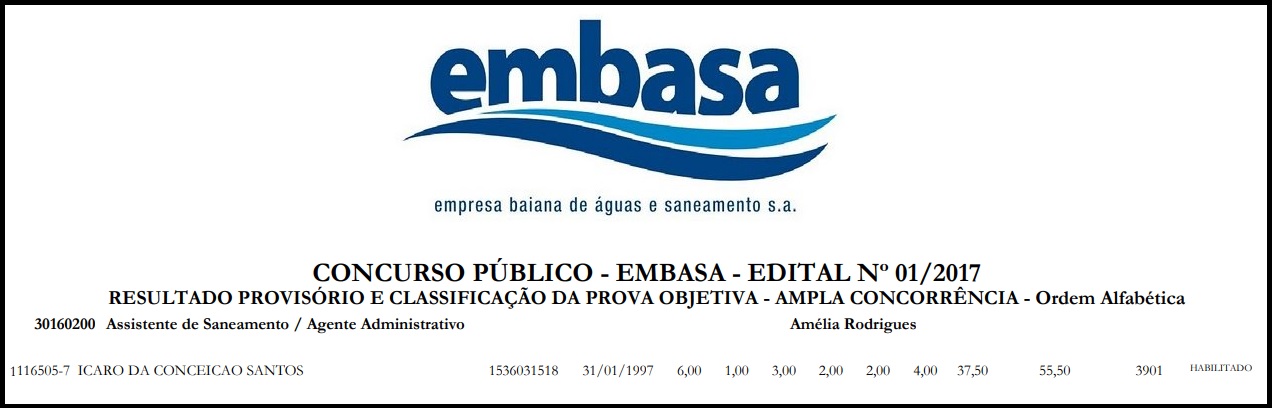 embasa
empresa baiana de águas e saneamento s.a.
CONCURSO PÚBLICO - EMBASA - EDITAL Nº 01/2017
RESULTADO PROVISÓRIO E CLASSIFICAÇÃO DA PROVA OBJETIVA - AMPLA CONCORRÊNCIA - Ordem Alfabética
30160200 Assistente de Saneamento / Agente Administrativo Amélia Rodrigues
1116505-7 ICARO DA CONCEICAO SANTOS 1536031518 31/01/1997 6,00 1,00 3,00 2,00 2,00 4,00 37,50 55,50 3901 HABILITADO